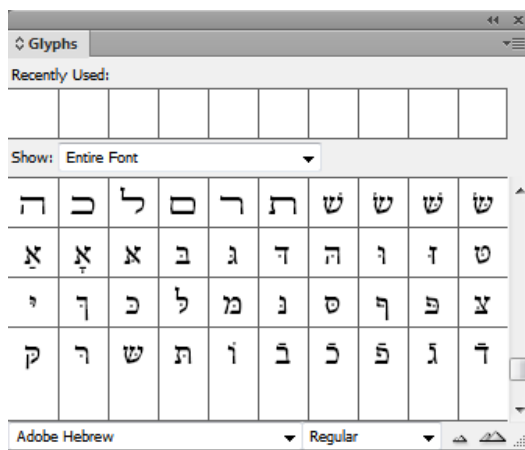 Glyphs
Recently Used:
Show: Entire Font
ה כ ל ם ר ת שׁ שׂ שּׁ שּׂ
אַ אָ אּ בּ גּ דּ הּ וּ זּ טּ
יּ ךּ כּ לּ מּ נּ סּ ףּ פּ צּ
קּ רּ שּ תּ וֹ בֿ כֿ פֿ גֿ דֿ
Adobe Hebrew Regular